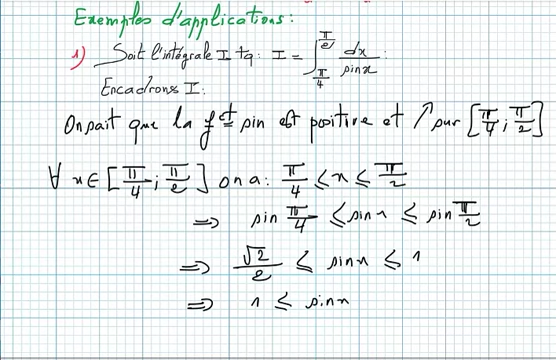 Exemples d'applications:
1) Soit l'intégrale I tq: I = ∫_{π/4}^{π/2} dx/sin x :
Encadrons I:
On sait que la f^ct sin est positive et ↗ sur [π/4 ; π/2]
∀ x ∈ [π/4 ; π/2] on a: π/4 ≤ x ≤ π/2
⇒ sin π/4 ≤ sin x ≤ sin π/2
⇒ √2/2 ≤ sin x ≤ 1
⇒ 1 ≤ sin x